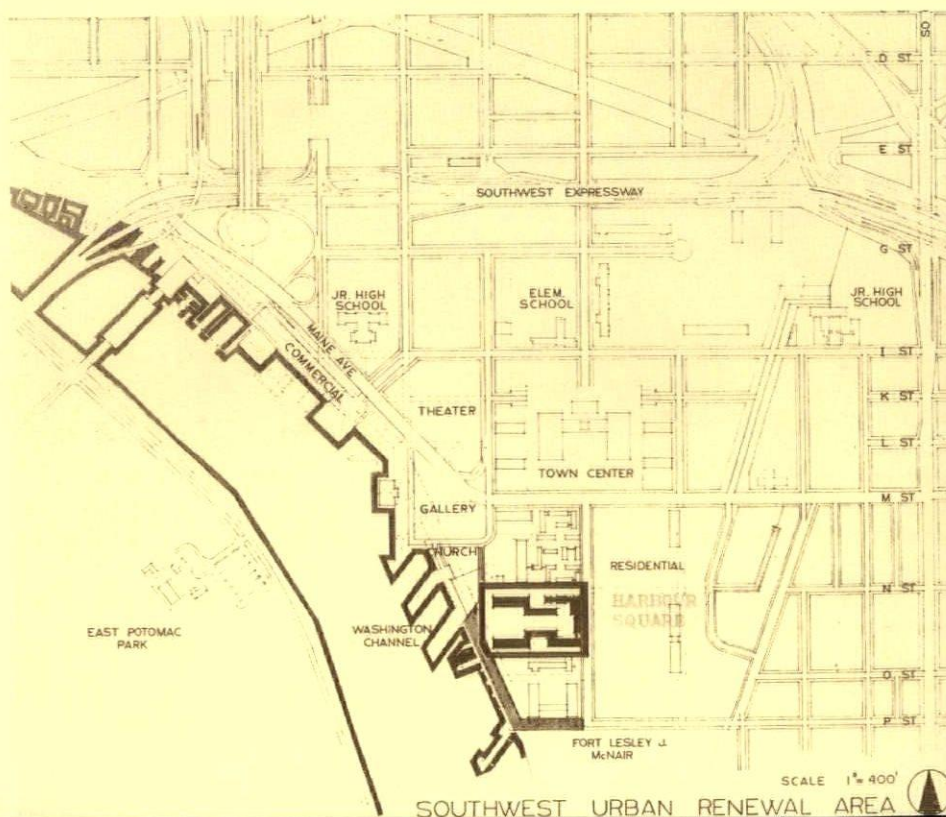 SO
D ST
E ST
SOUTHWEST EXPRESSWAY
G ST
JR. HIGH
SCHOOL
ELEM.
SCHOOL
JR. HIGH
SCHOOL
MAINE AVE
COMMERCIAL
I ST
K ST
THEATER
L ST
TOWN CENTER
M ST
GALLERY
CHURCH
RESIDENTIAL
N ST
HARBOUR
SQUARE
EAST POTOMAC
PARK
WASHINGTON
CHANNEL
O ST
P ST
FORT LESLEY J.
McNAIR
SCALE 1"= 400'
SOUTHWEST URBAN RENEWAL AREA